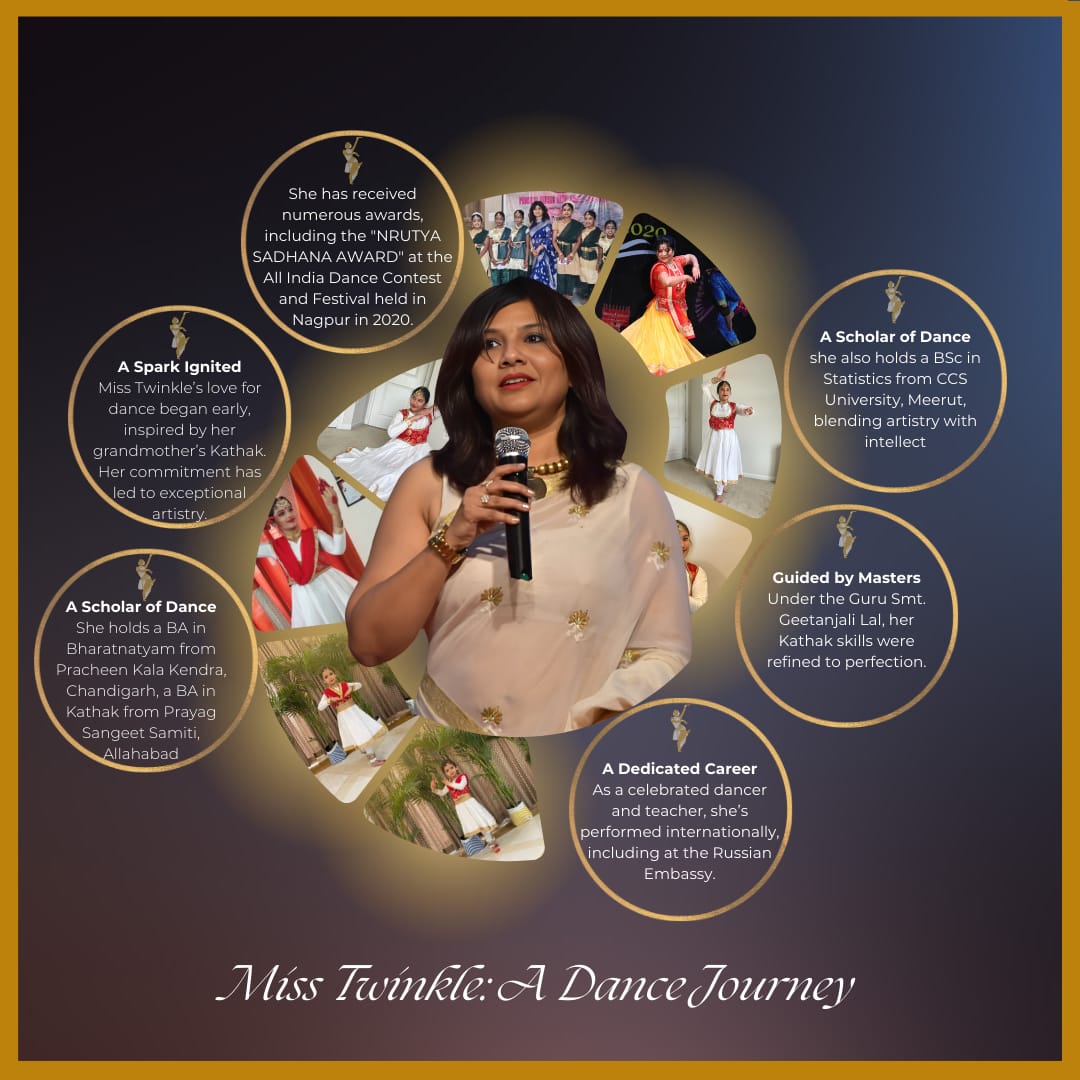 She has received
numerous awards,
including the "NRUTYA
SADHANA AWARD" at the
All India Dance Contest
and Festival held in
Nagpur in 2020.
A Spark Ignited
Miss Twinkle’s love for
dance began early,
inspired by her
grandmother’s Kathak.
Her commitment has
led to exceptional
artistry.
A Scholar of Dance
She holds a BA in
Bharatnatyam from
Pracheen Kala Kendra,
Chandigarh, a BA in
Kathak from Prayag
Sangeet Samiti,
Allahabad
020
A Scholar of Dance
she also holds a BSc in
Statistics from CCS
University, Meerut,
blending artistry with
intellect
Guided by Masters
Under the Guru Smt.
Geetanjali Lal, her
Kathak skills were
refined to perfection.
A Dedicated Career
As a celebrated dancer
and teacher, she’s
performed internationally,
including at the Russian
Embassy.
Miss Twinkle: A Dance Journey